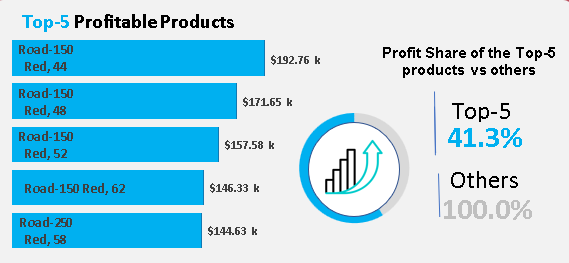 Top-5 Profitable Products
Road-150
Red, 44
$192.76 k
Road-150
Red, 48
$171.65 k
Road-150
Red, 52
$157.58 k
Road-150 Red, 62
$146.33 k
Road-250
Red, 58
$144.63 k
Profit Share of the Top-5
products vs others
Top-5
41.3%
Others
100.0%